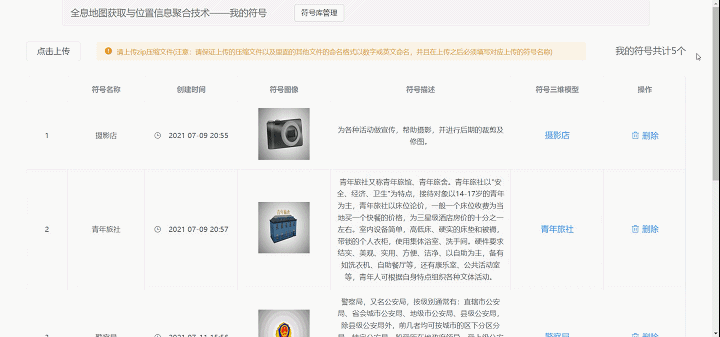 全息地图获取与位置信息聚合技术——我的符号
符号库管理
点击上传
请上传zip压缩文件(注意：请保证上传的压缩文件以及里面的其他文件的命名格式以数字或英文命名，并且在上传之后必须填写对应上传的符号名称)
我的符号共计5个
符号名称 创建时间 符号图像 符号描述 符号三维模型 操作
1 摄影店 2021 07-09 20:55
为各种活动做宣传，帮助摄影，并进行后期的裁剪及
修图。
摄影店 删除
2 青年旅社 2021 07-09 20:57
青年旅社又称青年旅馆、青年旅舍。青年旅社以"安
全、经济、卫生"为特点，接待对象以14-17岁的青年
为主，青年旅社以床位论价，一般一个床位收费为当
地买一个快餐的价格，为三星级酒店房价的十分之一
左右。室内设备简单，高低床、硬实的床垫和被褥，
带锁的个人衣柜，使用集体浴室、洗手间。硬件要求
结实、美观、实用、方便、洁净，以自助为主，备有
如洗衣机、自助餐厅等，还有康乐室、公共活动室
等，青年人可根据自身特点组织各种文体活动。
青年旅社 删除
警察局，又名公安局，按级别通常有：直辖市公安
局、省会城市公安局、地级市公安局、县级公安局，
除县级公安局外，前几者均可按城市的区下分区分